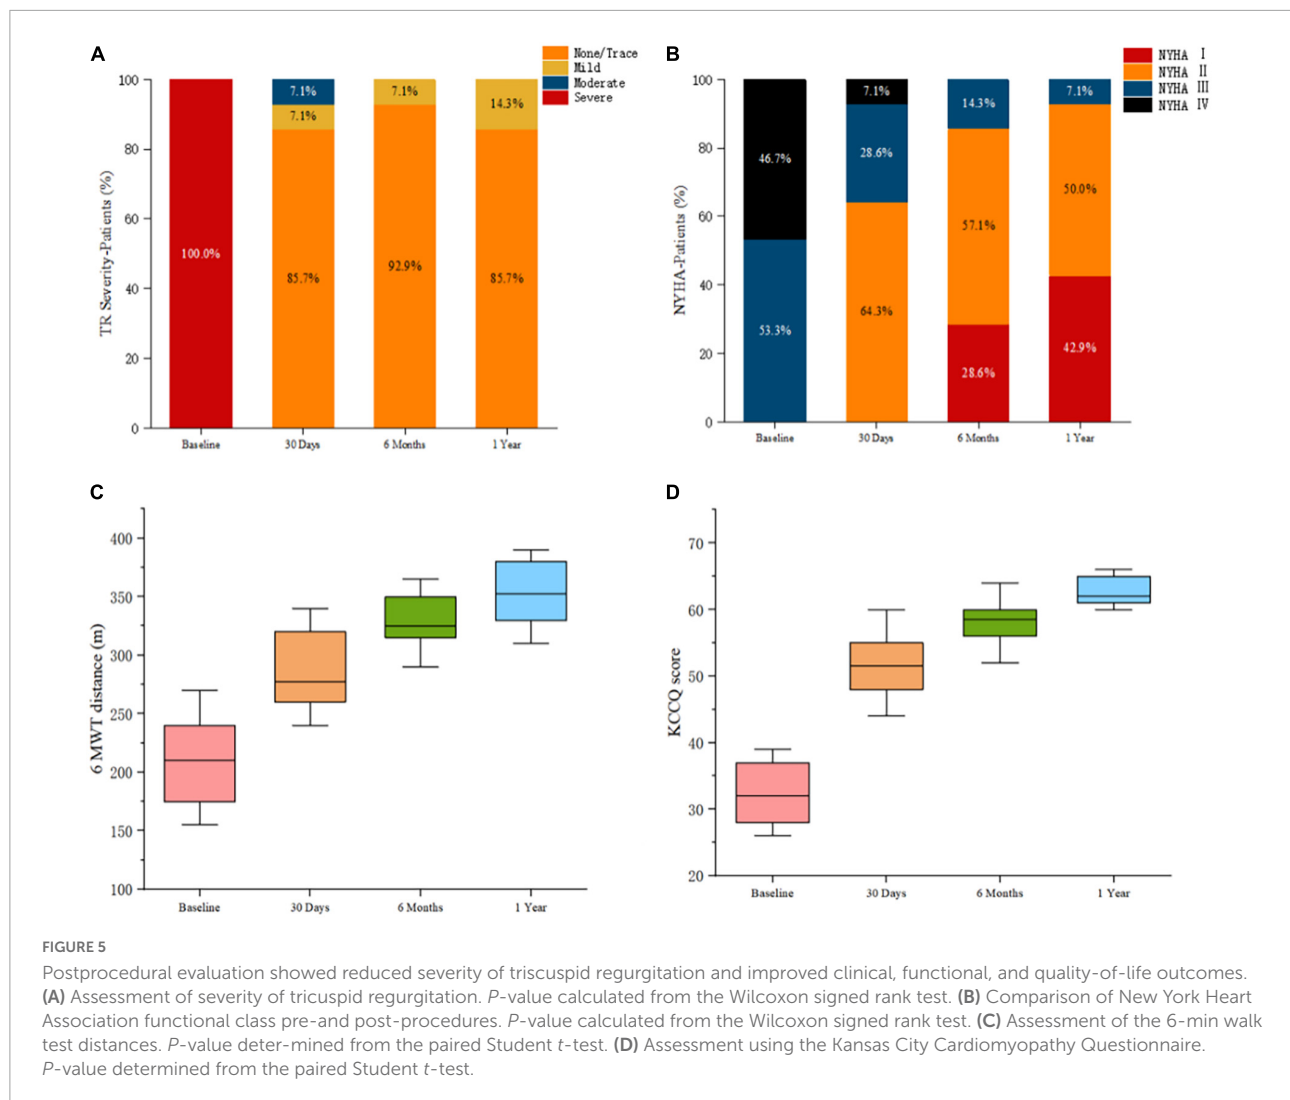 A
None/Trace
Mild
Moderate
Severe
TR Severity-Patients (%)
100
80
60
40
20
0
100.0%
7.1%
7.1%
85.7%
7.1%
92.9%
14.3%
85.7%
Baseline
30 Days
6 Months
1 Year
B
NYHA I
NYHA II
NYHA III
NYHA IV
NYHA-Patients (%)
100
80
60
40
20
0
46.7%
53.3%
7.1%
28.6%
64.3%
14.3%
57.1%
28.6%
7.1%
50.0%
42.9%
Baseline
30 Days
6 Months
1 Year
C
6 MWT distance (m)
400
350
300
250
200
150
100
Baseline
30 Days
6 Months
1 Year
D
KCCQ score
70
60
50
40
30
20
Baseline
30 Days
6 Months
1 Year
FIGURE 5
Postprocedural evaluation showed reduced severity of triscuspid regurgitation and improved clinical, functional, and quality-of-life outcomes.
(A) Assessment of severity of tricuspid regurgitation. P-value calculated from the Wilcoxon signed rank test. (B) Comparison of New York Heart
Association functional class pre-and post-procedures. P-value calculated from the Wilcoxon signed rank test. (C) Assessment of the 6-min walk
test distances. P-value deter-mined from the paired Student t-test. (D) Assessment using the Kansas City Cardiomyopathy Questionnaire.
P-value determined from the paired Student t-test.